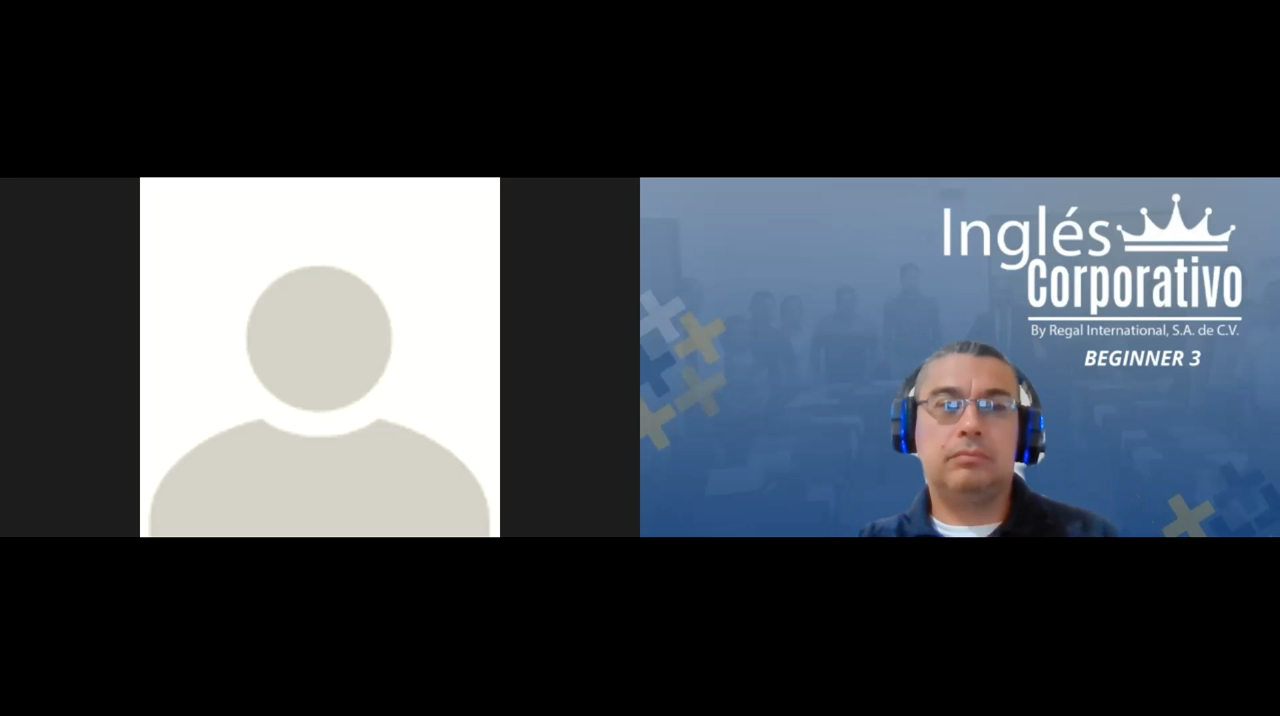 Inglés
Corporativo
By Regal International, S.A. de C.V.
BEGINNER 3